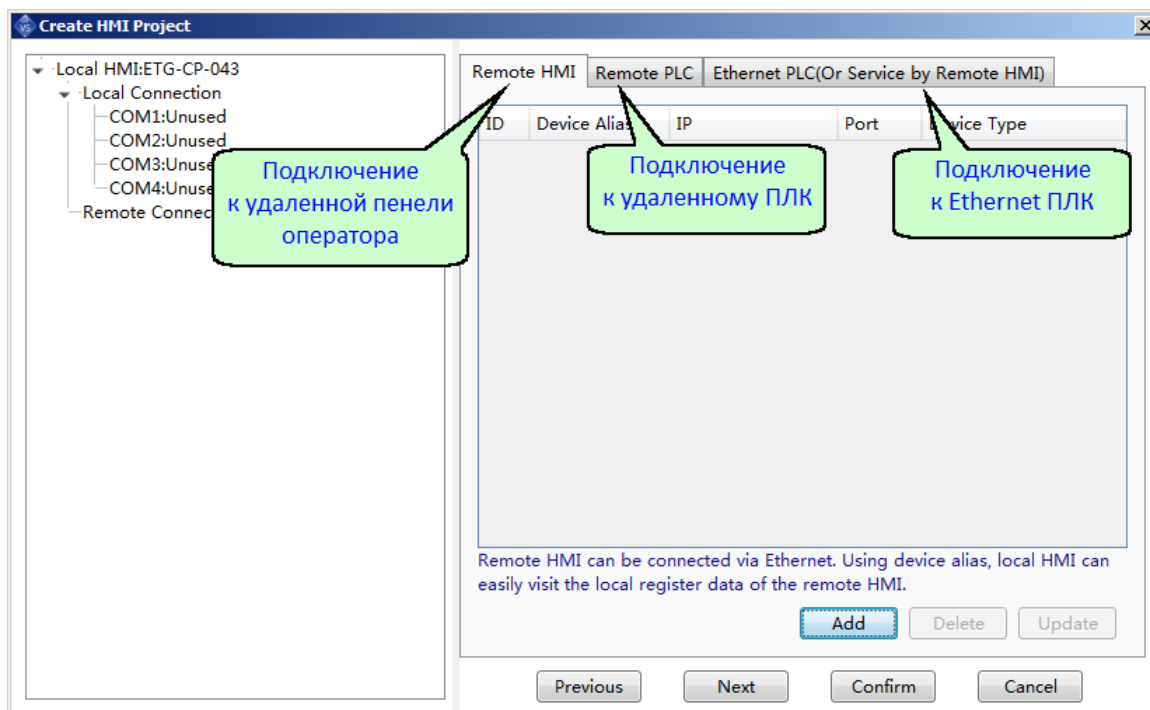 Create HMI Project
Local HMI:ETG-CP-043
Local Connection
COM1:Unused
COM2:Unused
COM3:Unuse
COM4:Unuse
Remote Connec
Remote HMI
Remote PLC
Ethernet PLC(Or Service by Remote HMI)
ID
Device Alias
IP
Port
Device Type
Подключение
к удаленной пенели
оператора
Подключение
к удаленному ПЛК
Подключение
к Ethernet ПЛК
Remote HMI can be connected via Ethernet. Using device alias, local HMI can
easily visit the local register data of the remote HMI.
Add
Delete
Update
Previous
Next
Confirm
Cancel